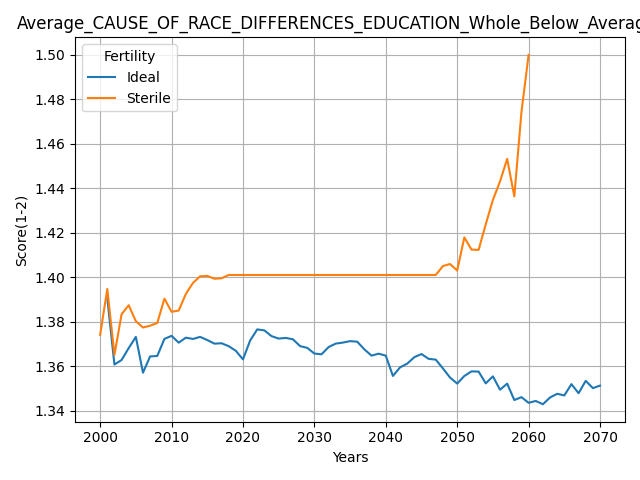 Average_CAUSE_OF_RACE_DIFFERENCES_EDUCATION_Whole_Below_Averag
Fertility
Ideal
Sterile
Score(1-2)
1.50
1.48
1.46
1.44
1.42
1.40
1.38
1.36
1.34
2000 2010 2020 2030 2040 2050 2060 2070
Years